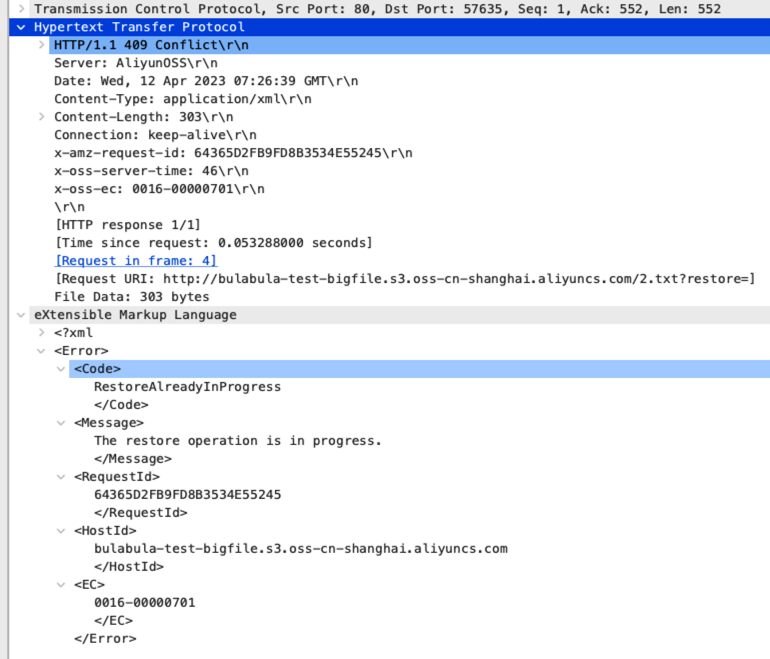 Transmission Control Protocol, Src Port: 80, Dst Port: 57635, Seq: 1, Ack: 552, Len: 552
Hypertext Transfer Protocol
HTTP/1.1 409 Conflict\r\n
Server: AliyunOSS\r\n
Date: Wed, 12 Apr 2023 07:26:39 GMT\r\n
Content-Type: application/xml\r\n
Content-Length: 303\r\n
Connection: keep-alive\r\n
x-amz-request-id: 64365D2FB9FD8B3534E55245\r\n
x-oss-server-time: 46\r\n
x-oss-ec: 0016-00000701\r\n
\r\n
[HTTP response 1/1]
[Time since request: 0.053288000 seconds]
[Request in frame: 4]
[Request URI: http://bulabula-test-bigfile.s3.oss-cn-shanghai.aliyuncs.com/2.txt?restore=]
File Data: 303 bytes
eXtensible Markup Language
<?xml
<Error>
<Code>
RestoreAlreadyInProgress
</Code>
<Message>
The restore operation is in progress.
</Message>
<RequestId>
64365D2FB9FD8B3534E55245
</RequestId>
<HostId>
bulabula-test-bigfile.s3.oss-cn-shanghai.aliyuncs.com
</HostId>
<EC>
0016-00000701
</EC>
</Error>